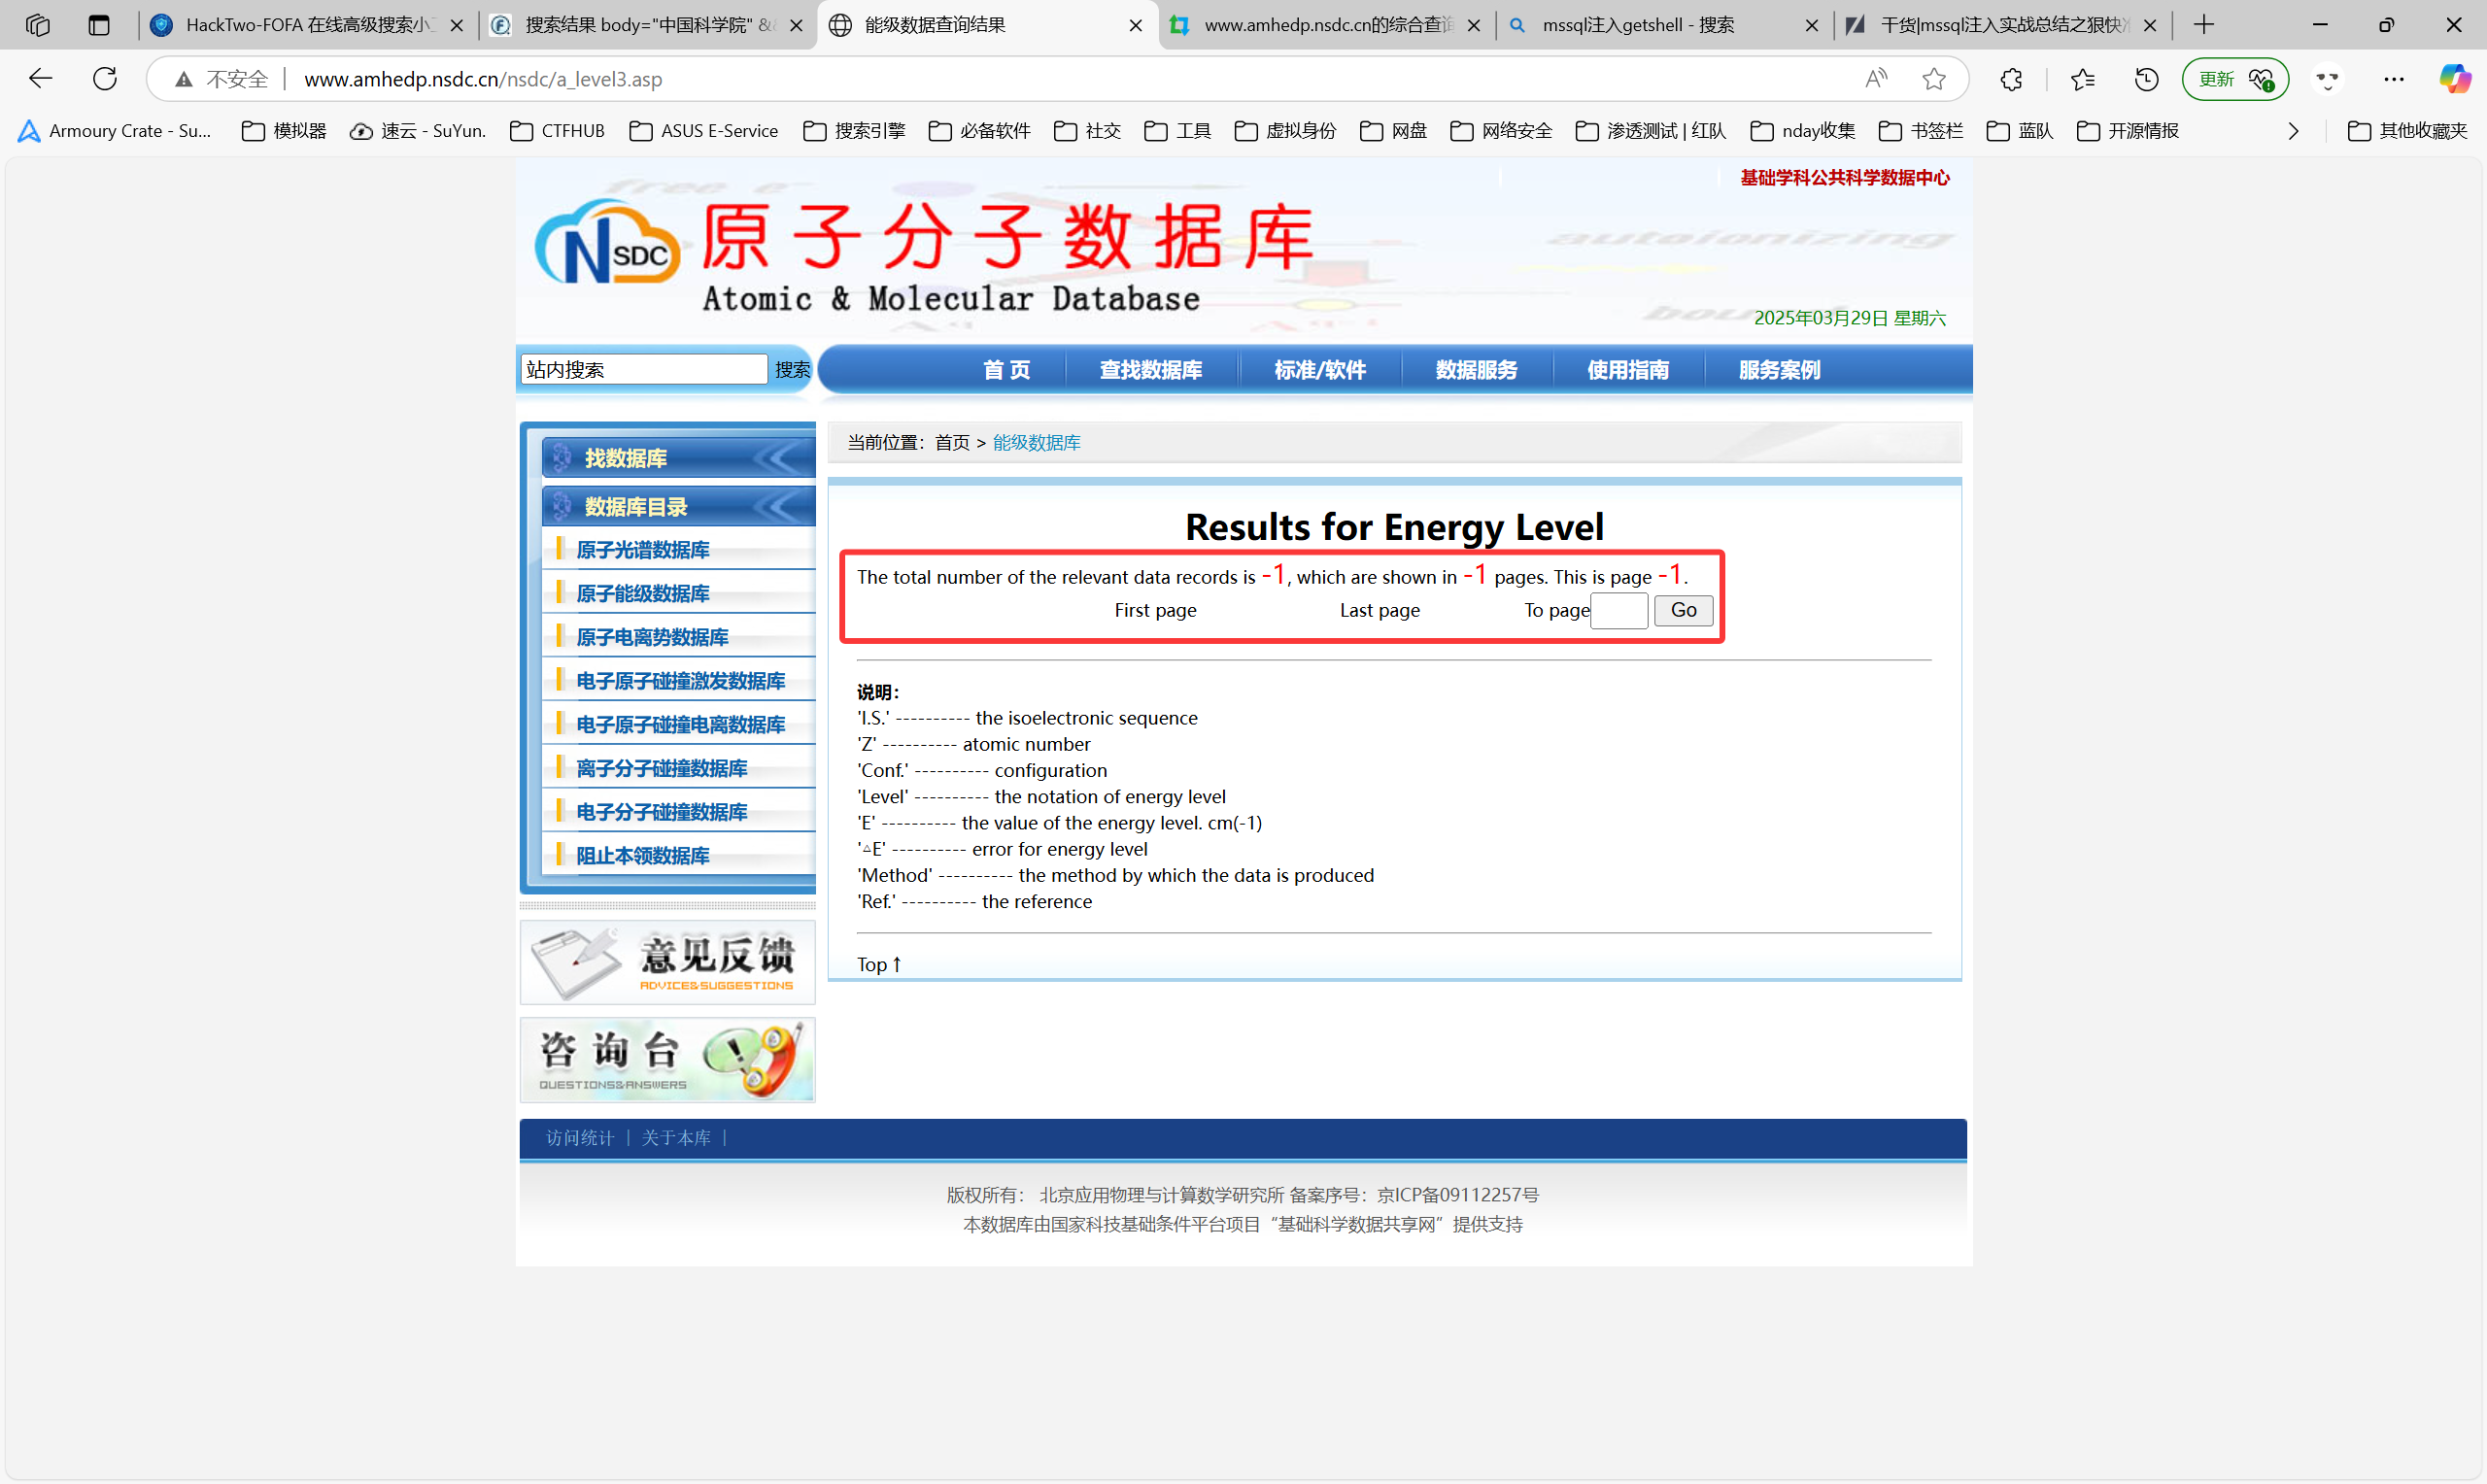 HackTwo-FOFA 在线高级搜索小
搜索结果 body="中国科学院" &
能级数据查询结果
www.amhedp.nsdc.cn的综合查
mssql注入getshell - 搜索
干货|mssql注入实战总结之狠快
不安全
www.amhedp.nsdc.cn/nsdc/a_level3.asp
更新
Armoury Crate - Su...
模拟器
速云 - SuYun.
CTFHUB
ASUS E-Service
搜索引擎
必备软件
社交
工具
虚拟身份
网盘
网络安全
渗透测试 | 红队
nday收集
书签栏
蓝队
开源情报
其他收藏夹
free e
基础学科公共科学数据中心
NSDC
原子分子数据库
autoionizing
Atomic & Molecular Database
2025年03月29日 星期六
站内搜索
搜索
首 页
查找数据库
标准/软件
数据服务
使用指南
服务案例
找数据库
数据库目录
原子光谱数据库
原子能级数据库
原子电离势数据库
电子原子碰撞激发数据库
电子原子碰撞电离数据库
离子分子碰撞数据库
电子分子碰撞数据库
阻止本领数据库
意见反馈
ADVICE&SUGGESTIONS
咨询台
QUESTIONS&ANSWERS
当前位置：首页 > 能级数据库
Results for Energy Level
The total number of the relevant data records is -1, which are shown in -1 pages. This is page -1.
First page
Last page
To page
Go
说明：
'I.S.' ---------- the isoelectronic sequence
'Z' ---------- atomic number
'Conf.' ---------- configuration
'Level' ---------- the notation of energy level
'E' ---------- the value of the energy level. cm(-1)
'△E' ---------- error for energy level
'Method' ---------- the method by which the data is produced
'Ref.' ---------- the reference
Top↑
访问统计 | 关于本库 |
版权所有： 北京应用物理与计算数学研究所 备案序号：京ICP备09112257号
本数据库由国家科技基础条件平台项目“基础科学数据共享网”提供支持